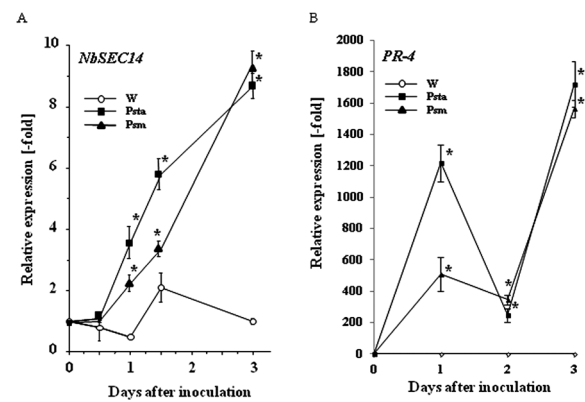 A
NbSEC14
W
Psta
Psm
Relative expression [-fold]
10
8
6
4
2
0
*
*
*
*
*
*
0
1
2
3
Days after inoculation
B
PR-4
W
Psta
Psm
Relative expression [-fold]
2000
1800
1600
1400
1200
1000
800
600
400
200
0
*
*
*
*
*
*
0
1
2
3
Days after inoculation